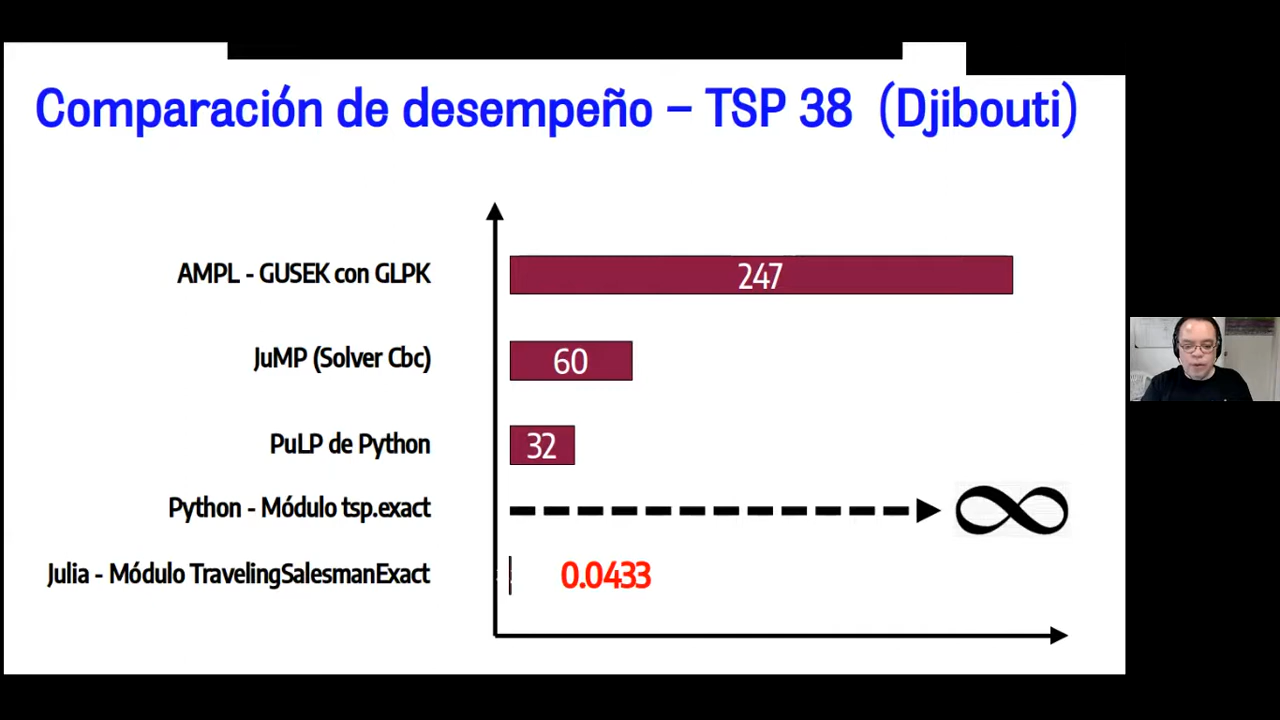 Comparación de desempeño – TSP 38 (Djibouti)
AMPL - GUSEK con GLPK
247
JuMP (Solver Cbc)
60
PuLP de Python
32
Python - Módulo tsp.exact
∞
Julia - Módulo TravelingSalesmanExact
0.0433